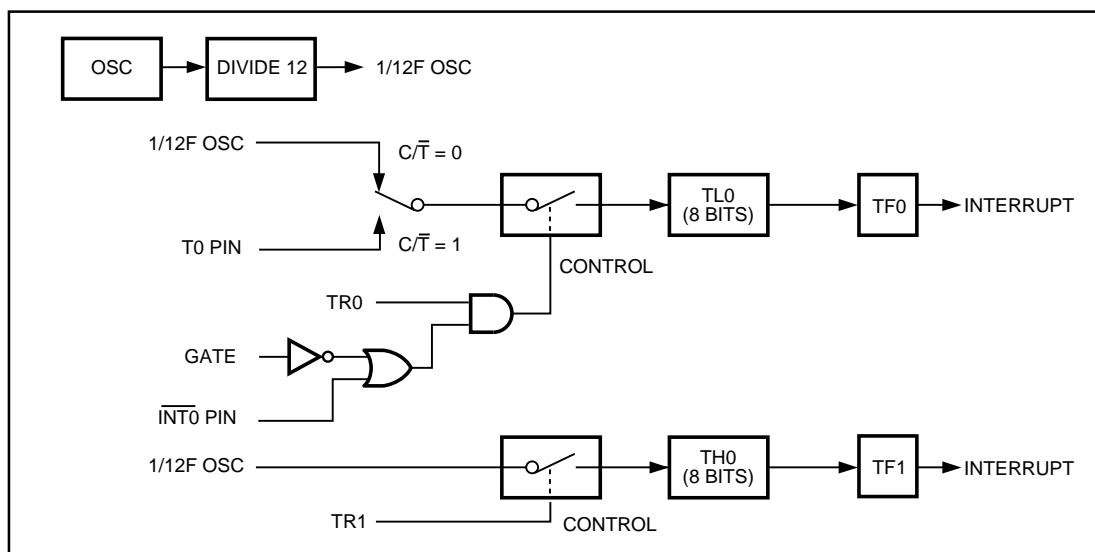 OSC
DIVIDE 12
1/12F OSC
1/12F OSC
C/T̅ = 0
T0 PIN
C/T̅ = 1
TL0
(8 BITS)
TF0
INTERRUPT
CONTROL
TR0
GATE
I̅N̅T̅0̅ PIN
1/12F OSC
TH0
(8 BITS)
TF1
INTERRUPT
TR1
CONTROL